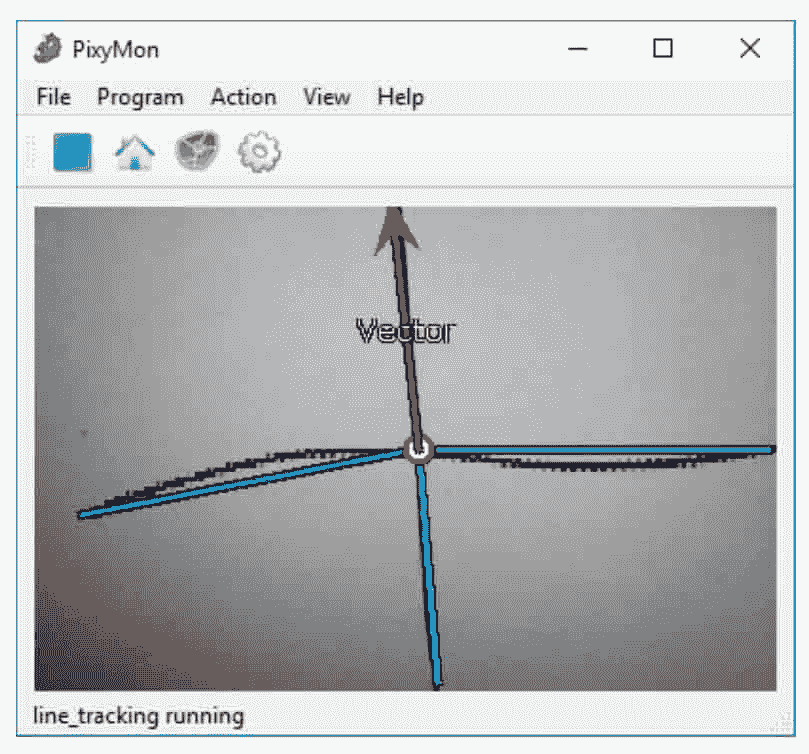 PixyMon
File Program Action View Help
Vector
line_tracking running